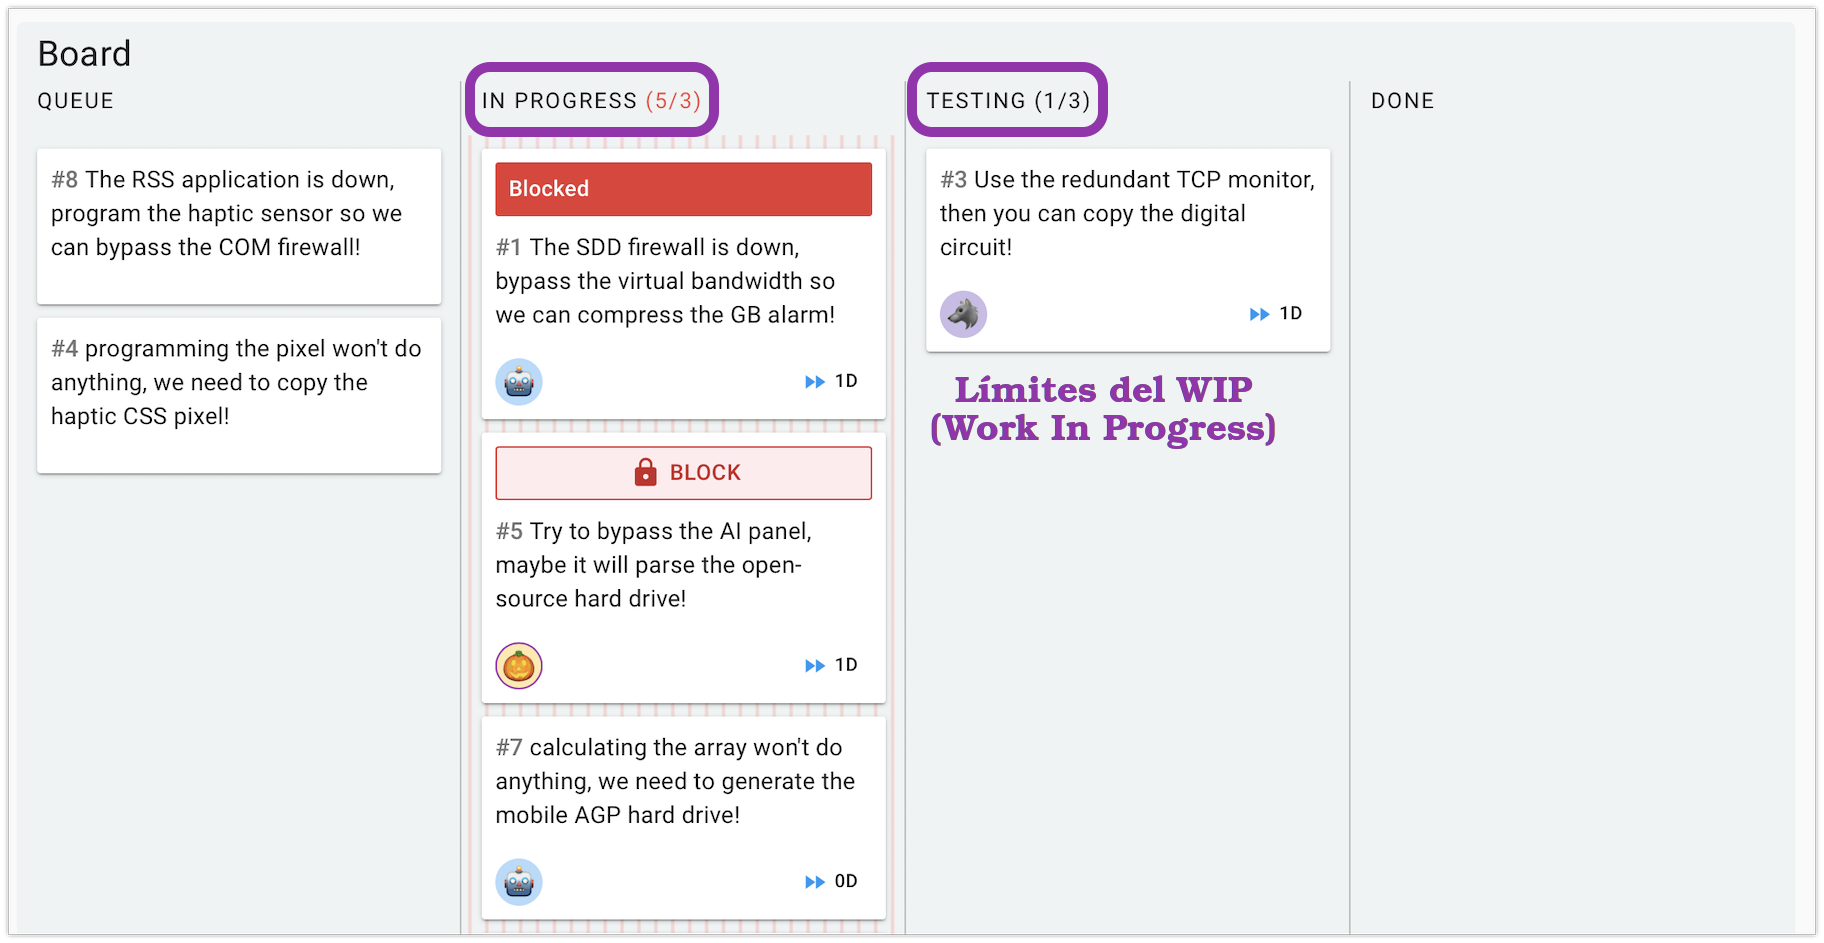 Board
QUEUE
#8 The RSS application is down,
program the haptic sensor so we
can bypass the COM firewall!
#4 programming the pixel won't do
anything, we need to copy the
haptic CSS pixel!
IN PROGRESS (5/3)
Blocked
#1 The SDD firewall is down,
bypass the virtual bandwidth so
we can compress the GB alarm!
1D
BLOCK
#5 Try to bypass the AI panel,
maybe it will parse the open-
source hard drive!
1D
#7 calculating the array won't do
anything, we need to generate the
mobile AGP hard drive!
0D
TESTING (1/3)
#3 Use the redundant TCP monitor,
then you can copy the digital
circuit!
1D
Límites del WIP
(Work In Progress)
DONE